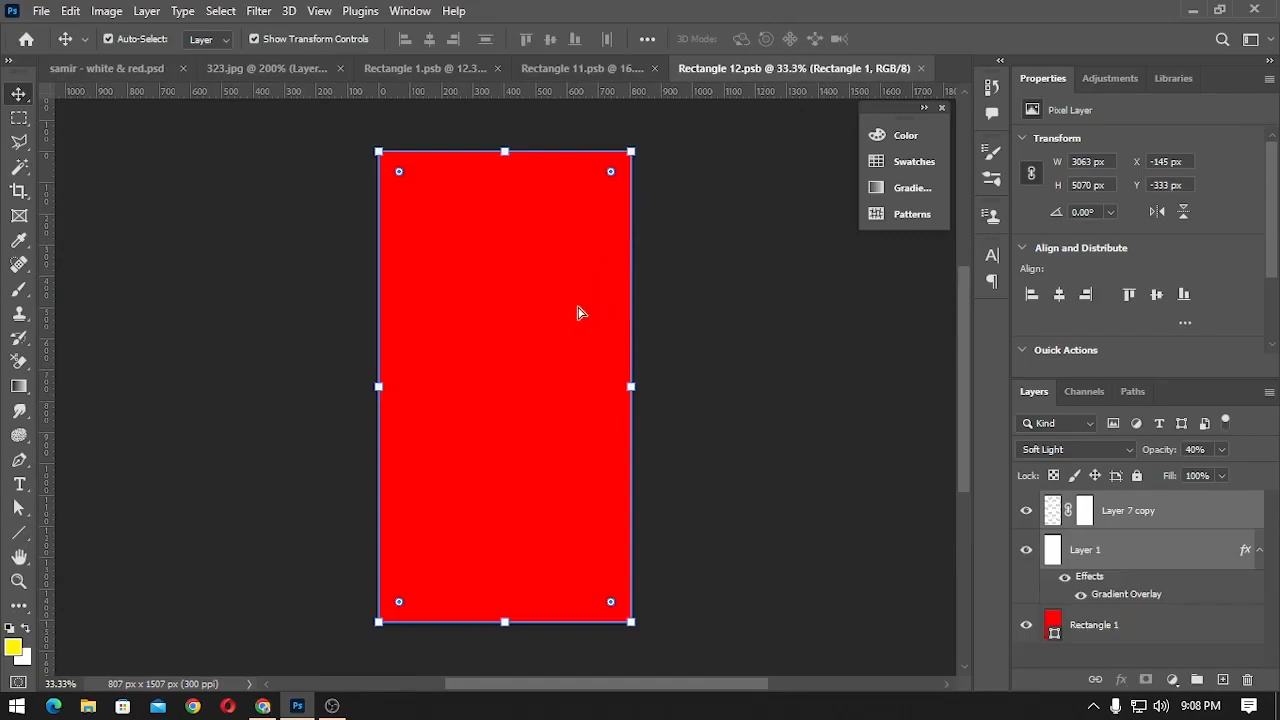 Ps File Edit Image Layer Type Select Filter 3D View Plugins Window Help
Auto-Select: Layer Show Transform Controls 3D Mode:
samir - white & red.psd 323.jpg @ 200% (Layer... Rectangle 1.psb @ 12.3... Rectangle 11.psb @ 16.... Rectangle 12.psb @ 33.3% (Rectangle 1, RGB/8)
1000 900 800 700 600 500 400 300 200 100 0 100 200 300 400 500 600 700 800 900 1000 1100 1200 1300 1400 1500 1600 1700 180
Color
Swatches
Gradie...
Patterns
Properties Adjustments Libraries
Pixel Layer
Transform
W 3063 px X -145 px
H 5070 px Y -333 px
0.00°
Align and Distribute
Align:
Quick Actions
Layers Channels Paths
Kind
Soft Light Opacity: 40%
Lock: Fill: 100%
Layer 7 copy
Layer 1 fx
Effects
Gradient Overlay
Rectangle 1
fx
33.33% 807 px x 1507 px (300 ppi)
Ps 9:08 PM